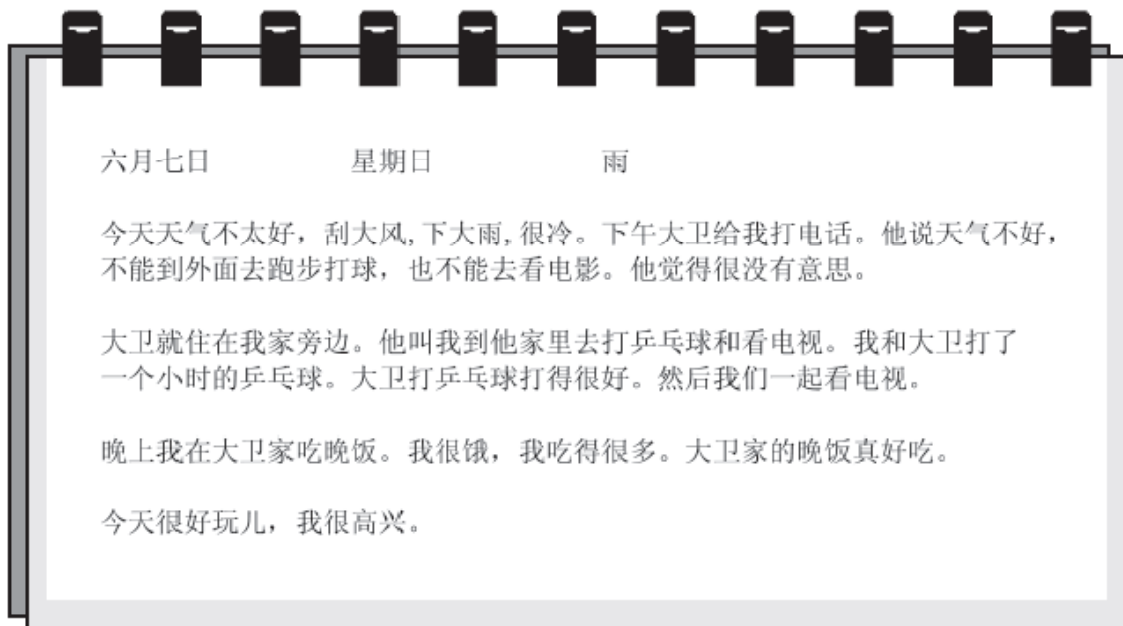 六月七日 星期日 雨
今天天气不太好，刮大风,下大雨,很冷。下午大卫给我打电话。他说天气不好，
不能到外面去跑步打球，也不能去看电影。他觉得很没有意思。
大卫就住在我家旁边。他叫我到他家里去打乒乓球和看电视。我和大卫打了
一个小时的乒乓球。大卫打乒乓球打得很好。然后我们一起看电视。
晚上我在大卫家吃晚饭。我很饿，我吃得很多。大卫家的晚饭真好吃。
今天很好玩儿，我很高兴。